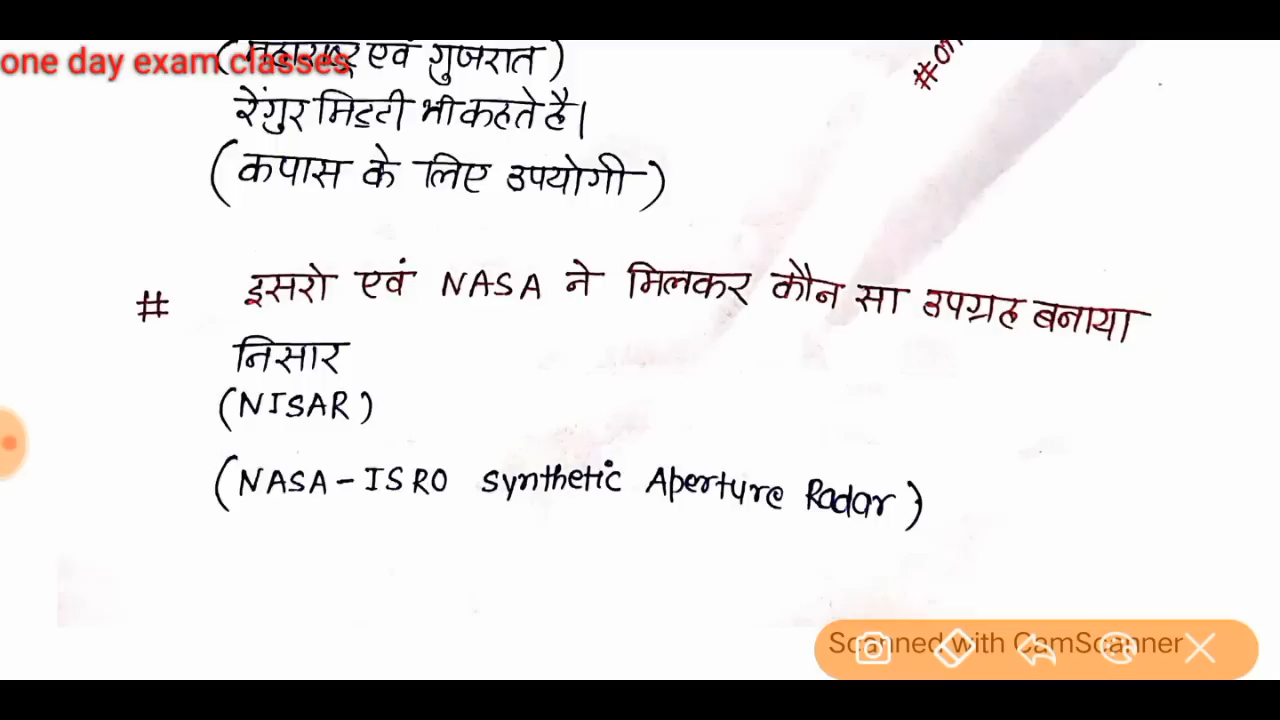 one day exam classes
(महाराष्ट्र एवं गुजरात)
रेंगुर मिट्टी भी कहते है।
(कपास के लिए उपयोगी)
# इसरो एवं NASA ने मिलकर कौन सा उपग्रह बनाया
निसार
(NISAR)
(NASA-ISRO Synthetic Aperture Radar)
Scanned with CamScanner